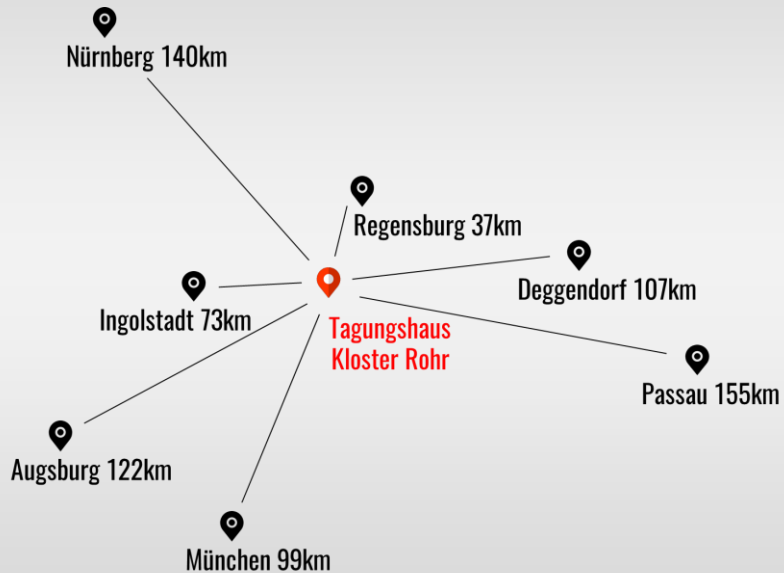 Nürnberg 140km
Regensburg 37km
Deggendorf 107km
Ingolstadt 73km
Tagungshaus
Kloster Rohr
Passau 155km
Augsburg 122km
München 99km